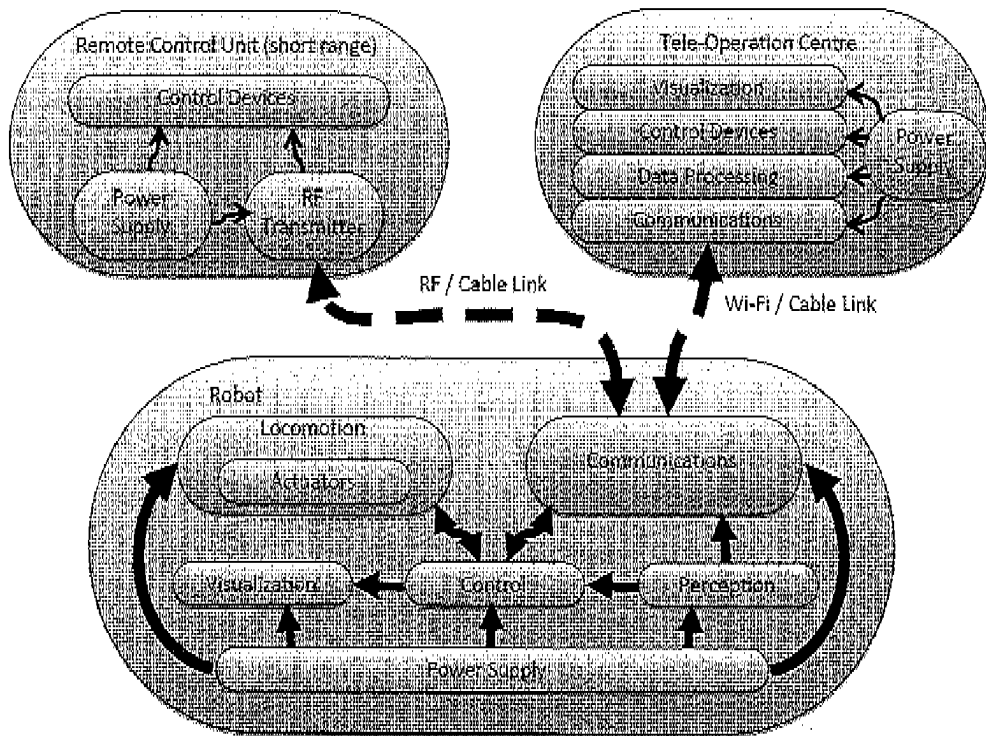 Remote Control Unit (short range)
Control Devices
Power
Supply
RF
Transmitter
Tele-Operation Centre
Visualization
Control Devices
Data Processing
Communications
Power
Supply
RF / Cable Link
Wi-Fi / Cable Link
Robot
Locomotion
Actuators
Communications
Visualization
Control
Perception
Power Supply